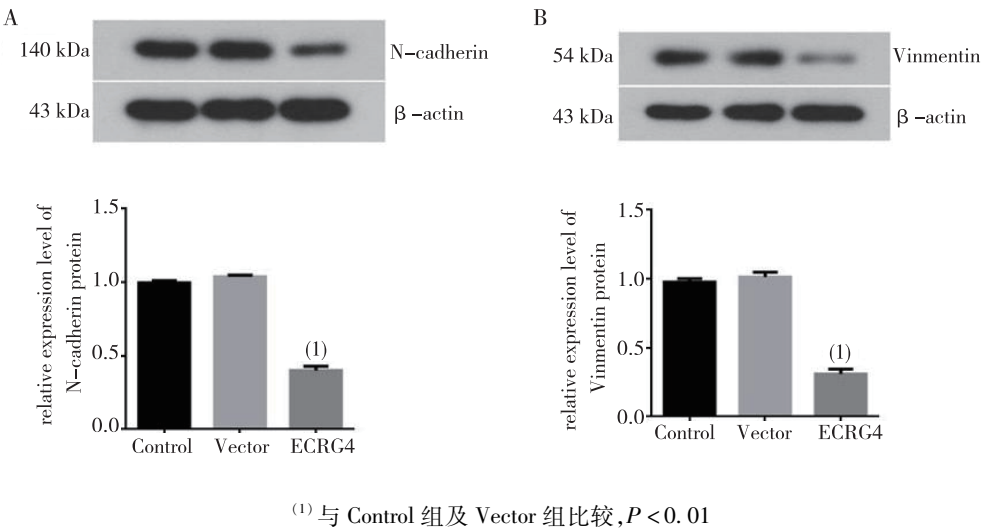 A
140 kDa
N-cadherin
43 kDa
β-actin
relative expression level of
N-cadherin protein
1.5
1.0
0.5
0.0
(1)
Control Vector ECRG4
B
54 kDa
Vinmentin
43 kDa
β-actin
relative expression level of
Vinmentin protein
1.5
1.0
0.5
0.0
(1)
Control Vector ECRG4
(1) 与 Control 组及 Vector 组比较,P<0.01